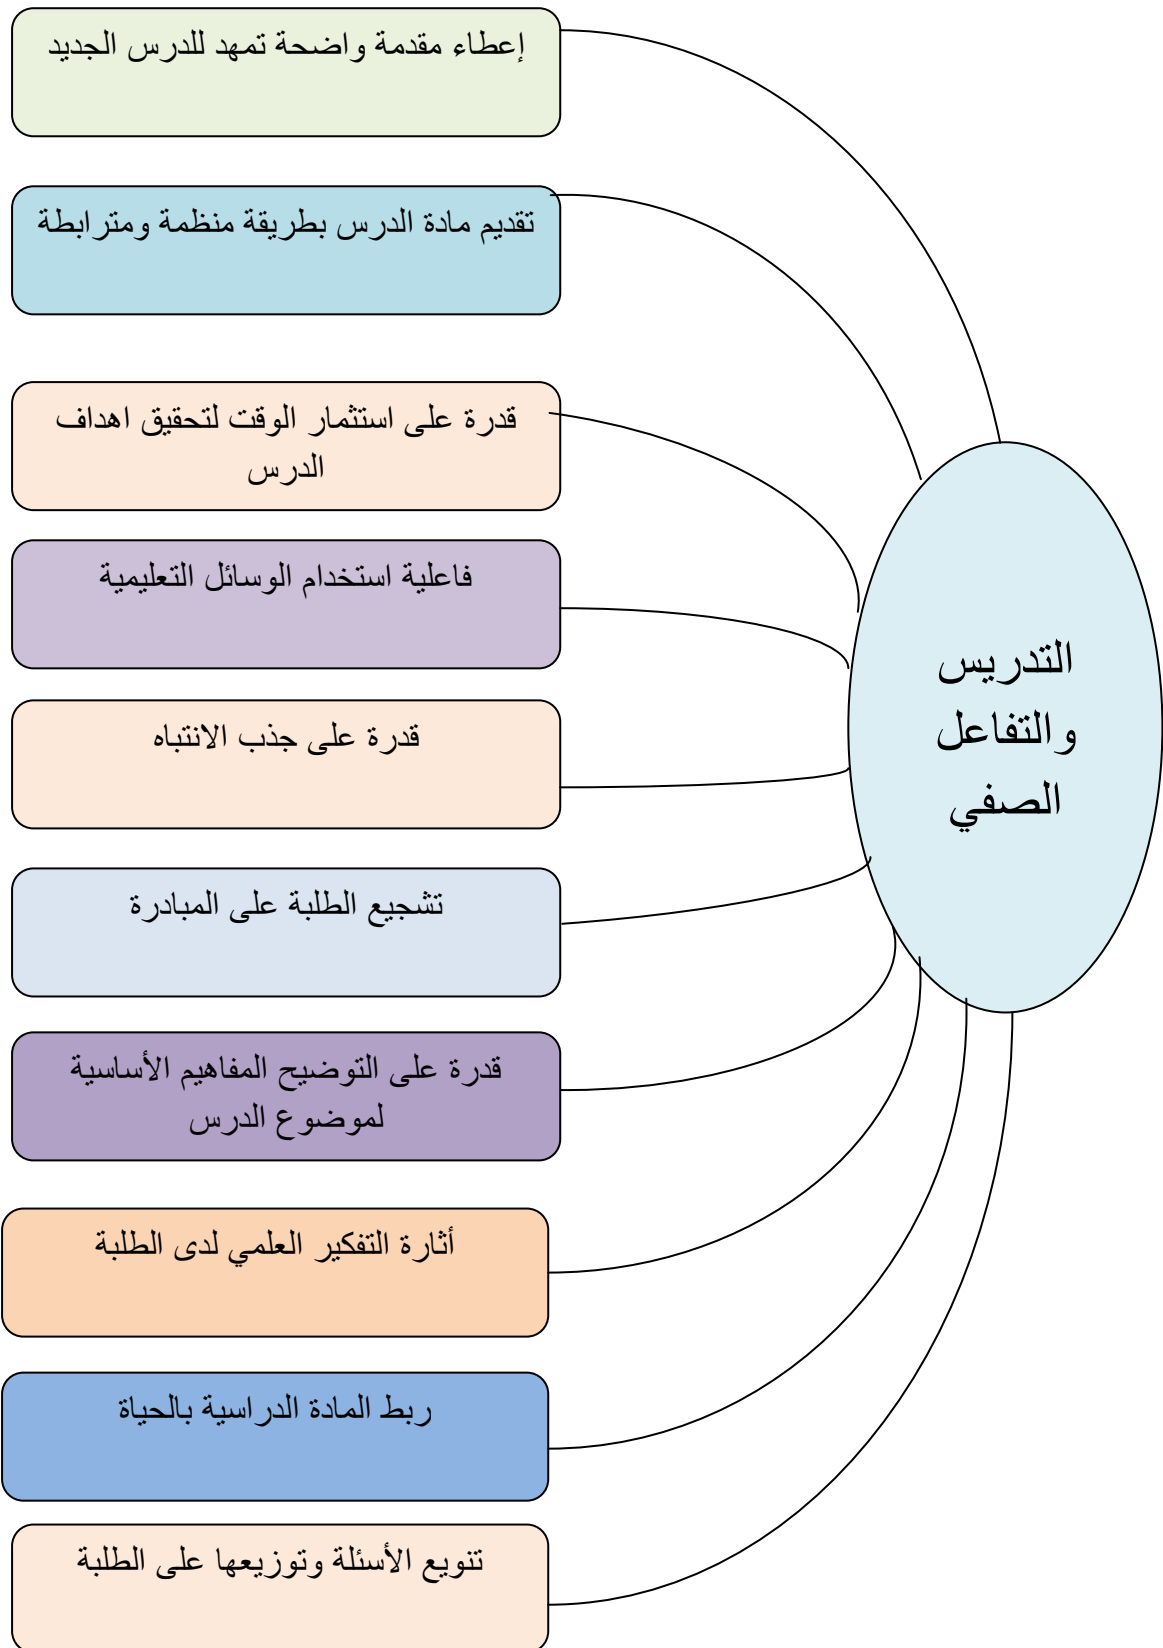 إعطاء مقدمة واضحة تمهد للدرس الجديد
تقديم مادة الدرس بطريقة منظمة ومترابطة
قدرة على استثمار الوقت لتحقيق اهداف
الدرس
فاعلية استخدام الوسائل التعليمية
قدرة على جذب الانتباه
تشجيع الطلبة على المبادرة
قدرة على التوضيح المفاهيم الأساسية
لموضوع الدرس
أثارة التفكير العلمي لدى الطلبة
ربط المادة الدراسية بالحياة
تنويع الأسئلة وتوزيعها على الطلبة
التدريس
والتفاعل
الصفي